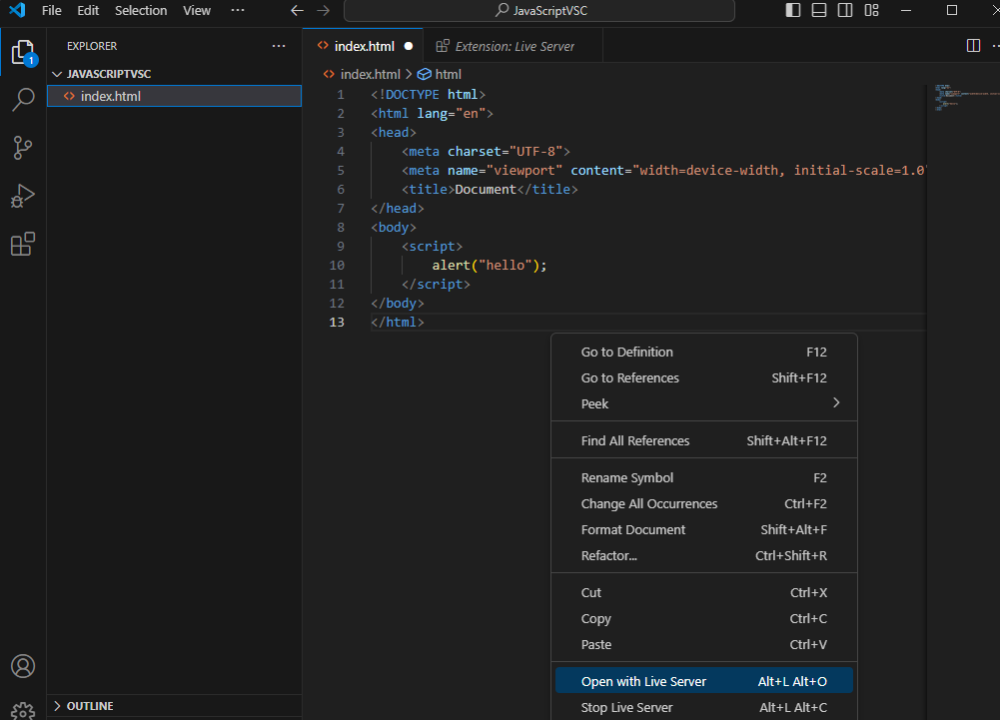 File Edit Selection View ··· JavaScriptVSC
EXPLORER ···
1
JAVASCRIPTVSC
index.html
index.html Extension: Live Server
index.html > html
1 <!DOCTYPE html>
2 <html lang="en">
3 <head>
4 <meta charset="UTF-8">
5 <meta name="viewport" content="width=device-width, initial-scale=1.0"
6 <title>Document</title>
7 </head>
8 <body>
9 <script>
10 alert("hello");
11 </script>
12 </body>
13 </html>
Go to Definition F12
Go to References Shift+F12
Peek >
Find All References Shift+Alt+F12
Rename Symbol F2
Change All Occurrences Ctrl+F2
Format Document Shift+Alt+F
Refactor... Ctrl+Shift+R
Cut Ctrl+X
Copy Ctrl+C
Paste Ctrl+V
Open with Live Server Alt+L Alt+O
Stop Live Server Alt+L Alt+C
OUTLINE